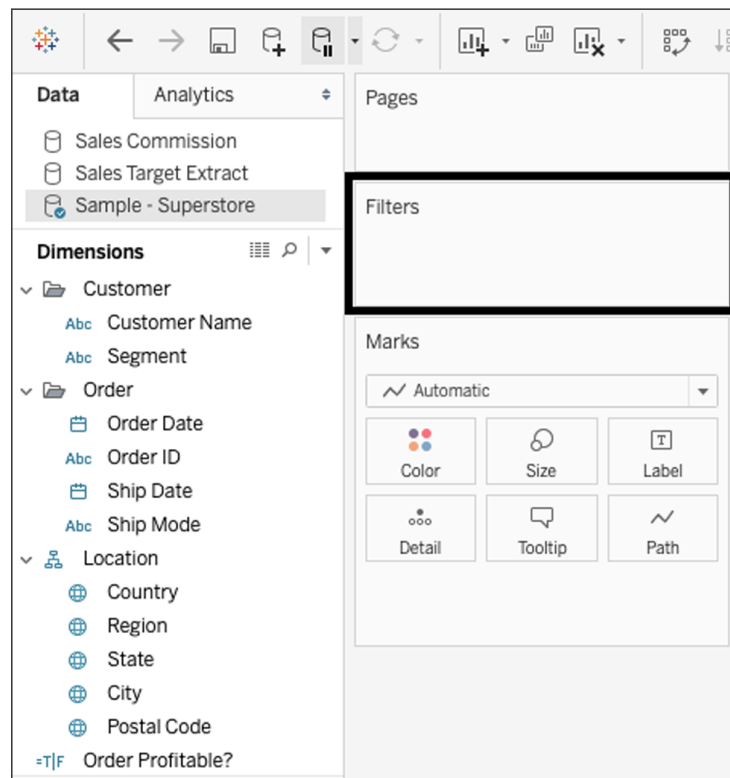 Data
Analytics
Sales Commission
Sales Target Extract
Sample - Superstore
Dimensions
Customer
Abc Customer Name
Abc Segment
Order
Order Date
Abc Order ID
Ship Date
Abc Ship Mode
Location
Country
Region
State
City
Postal Code
=T|F Order Profitable?
Pages
Filters
Marks
Automatic
Color
Size
T
Label
Detail
Tooltip
Path